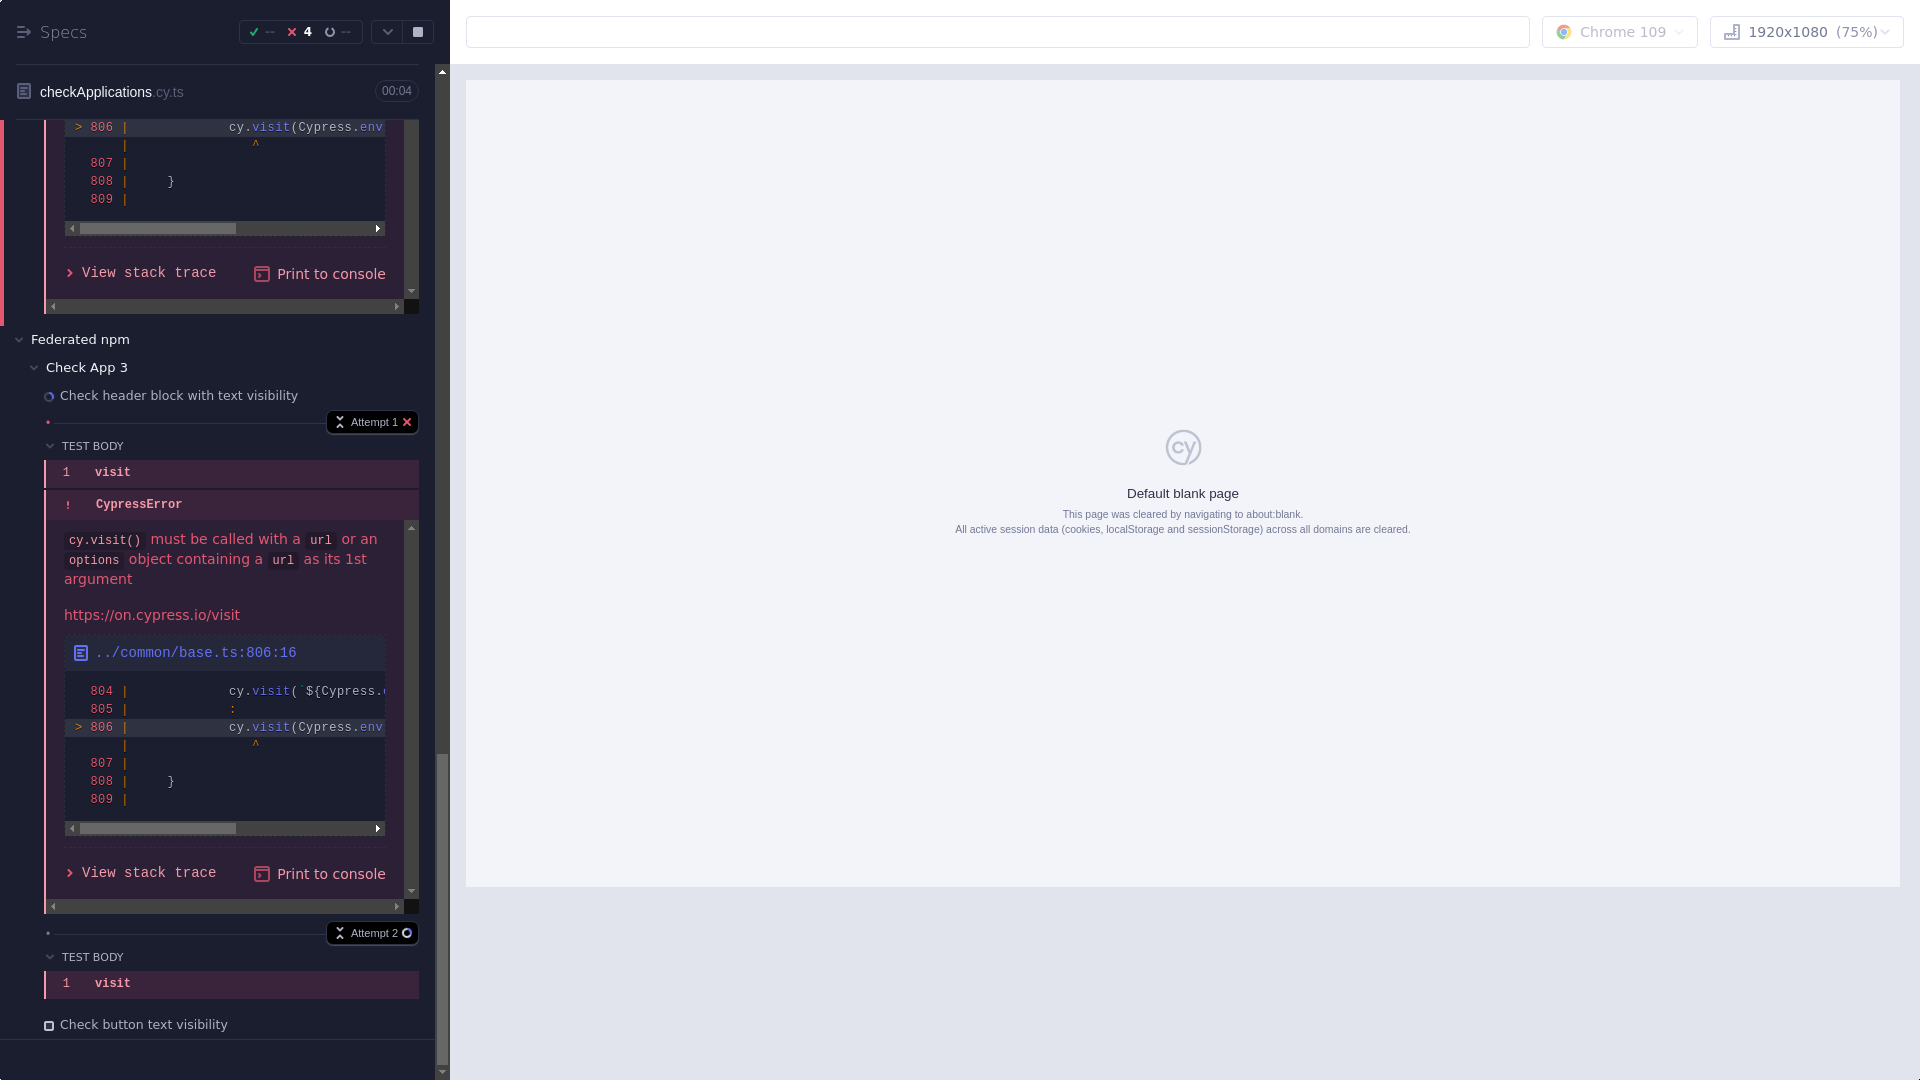 Specs
-- 4 --
Chrome 109
1920x1080 (75%)
checkApplications.cy.ts
00:04
> 806 | cy.visit(Cypress.env
| ^
807 |
808 | }
809 |
View stack trace
Print to console
Federated npm
Check App 3
Check header block with text visibility
Attempt 1
TEST BODY
1 visit
! CypressError
cy.visit() must be called with a url or an
options object containing a url as its 1st
argument
https://on.cypress.io/visit
../common/base.ts:806:16
804 | cy.visit(`${Cypress.
805 | :
> 806 | cy.visit(Cypress.env
| ^
807 |
808 | }
809 |
View stack trace
Print to console
Attempt 2
TEST BODY
1 visit
Check button text visibility
cy
Default blank page
This page was cleared by navigating to about:blank.
All active session data (cookies, localStorage and sessionStorage) across all domains are cleared.